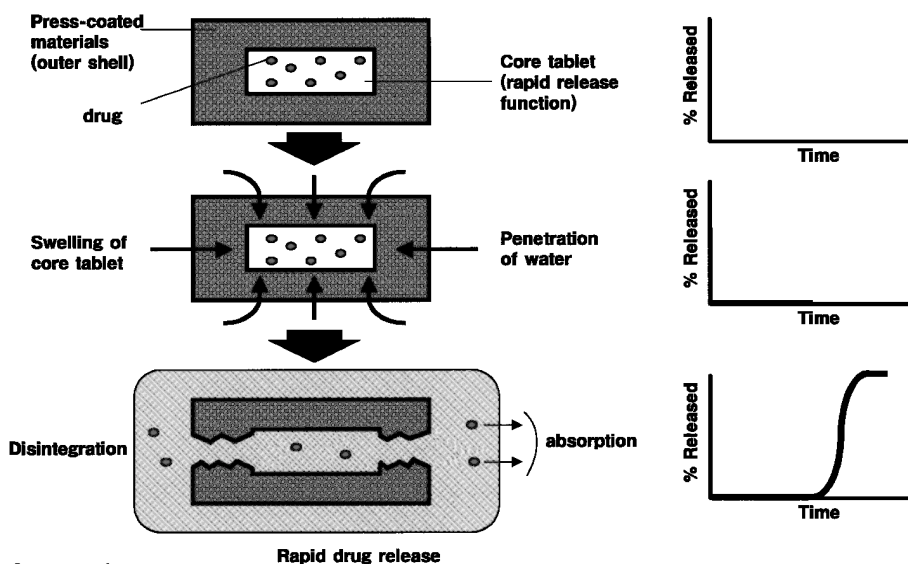 Press-coated
materials
(outer shell)
drug
Core tablet
(rapid release
function)
% Released
Time
Swelling of
core tablet
Penetration
of water
% Released
Time
Disintegration
absorption
% Released
Time
Rapid drug release